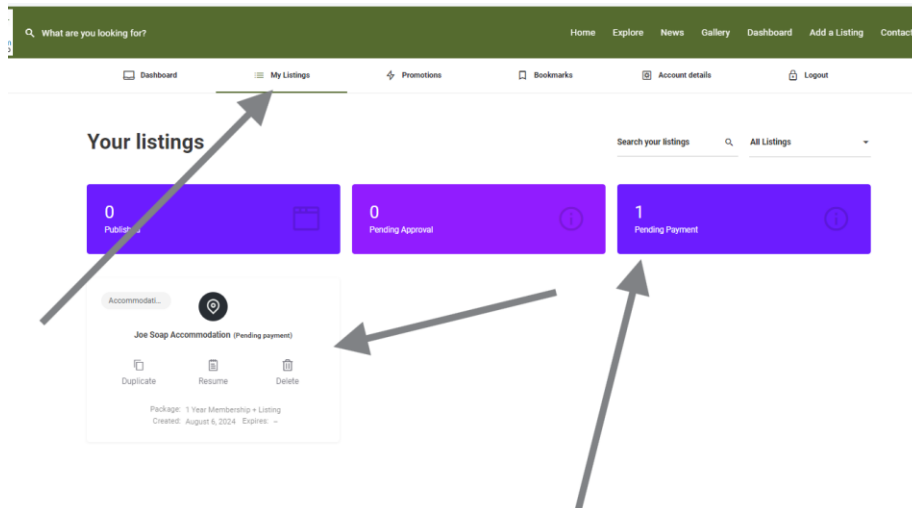 What are you looking for?
Home Explore News Gallery Dashboard Add a Listing Contact
Dashboard My Listings Promotions Bookmarks Account details Logout
Your listings
Search your listings All Listings
0 0 1
Published Pending Approval Pending Payment
Accommodati...
Joe Soap Accommodation (Pending payment)
Duplicate Resume Delete
Package: 1 Year Membership + Listing
Created: August 6, 2024 Expires: –